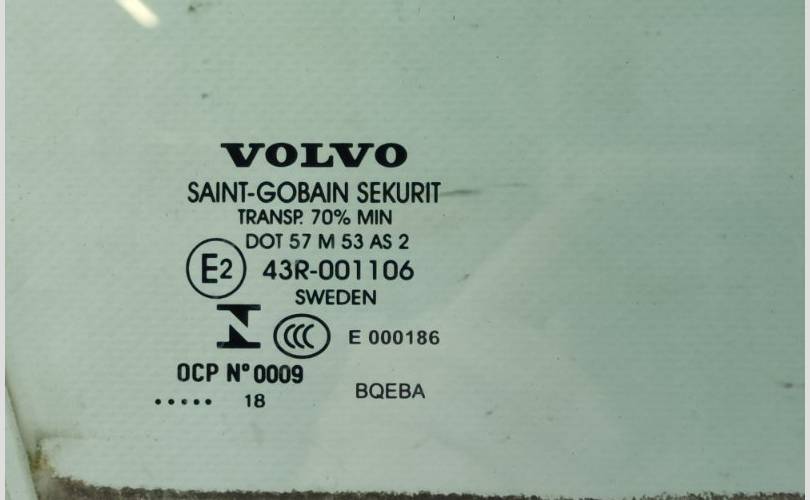 VOLVO
SAINT-GOBAIN SEKURIT
TRANSP. 70% MIN
DOT 57 M 53 AS 2
E2 43R-001106
SWEDEN
N CCC E 000186
OCP N° 0009
..... 18 BQEBA